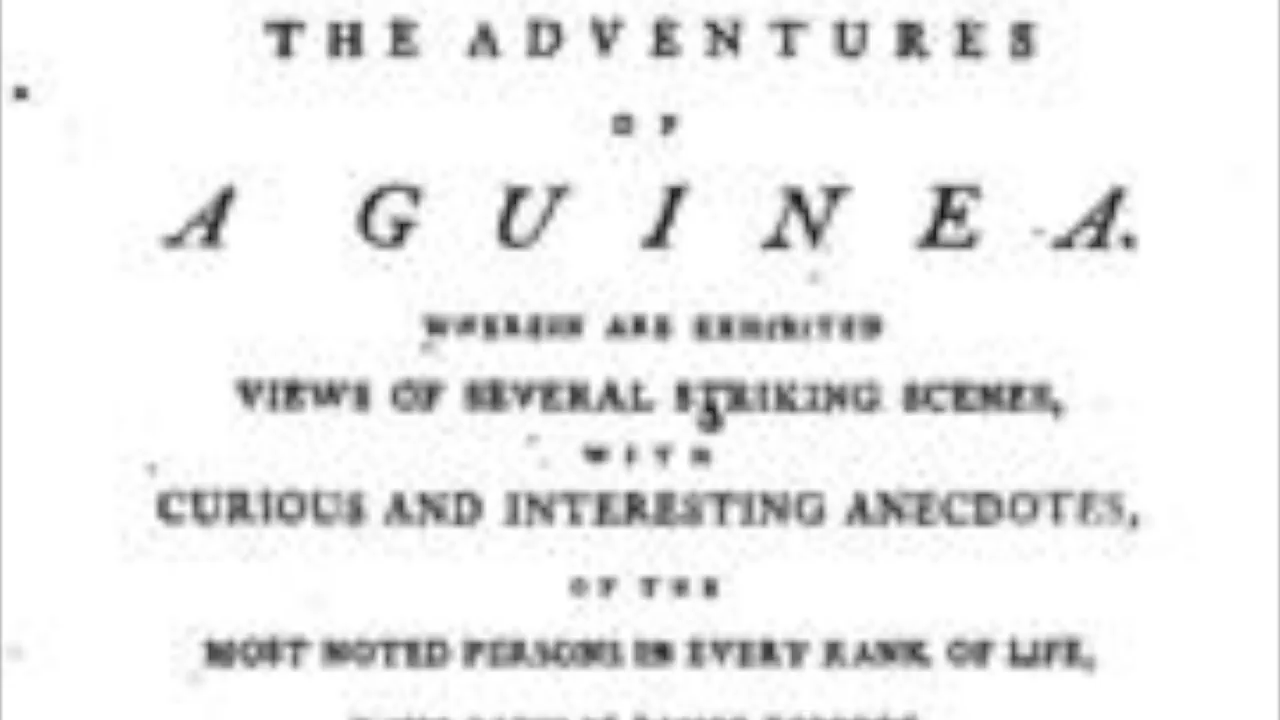 THE ADVENTURES
OF
A GUINEA.
WHEREIN ARE EXHIBITED
VIEWS OF SEVERAL STRIKING SCENES,
WITH
CURIOUS AND INTERESTING ANECDOTES,
OF THE
MOST NOTED PERSONS IN EVERY RANK OF LIFE,